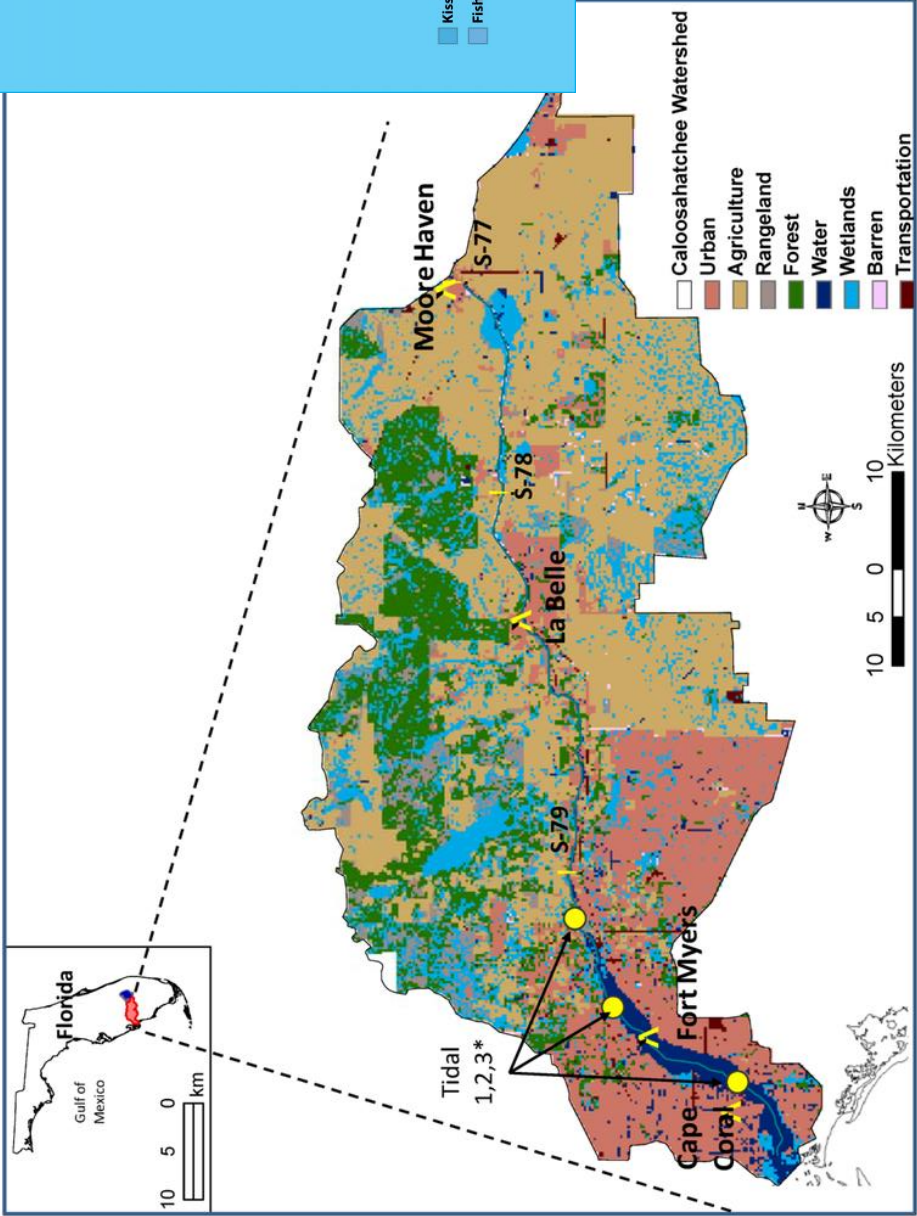 Florida
Gulf of
Mexico
10 5 0
km
Tidal
1,2,3*
Cape
Coral
Fort Myers
S-79
La Belle
S-78
Moore Haven
S-77
N
W
E
S
10 5 0 10
Kilometers
Caloosahatchee Watershed
Urban
Agriculture
Rangeland
Forest
Water
Wetlands
Barren
Transportation
Kiss
Fish